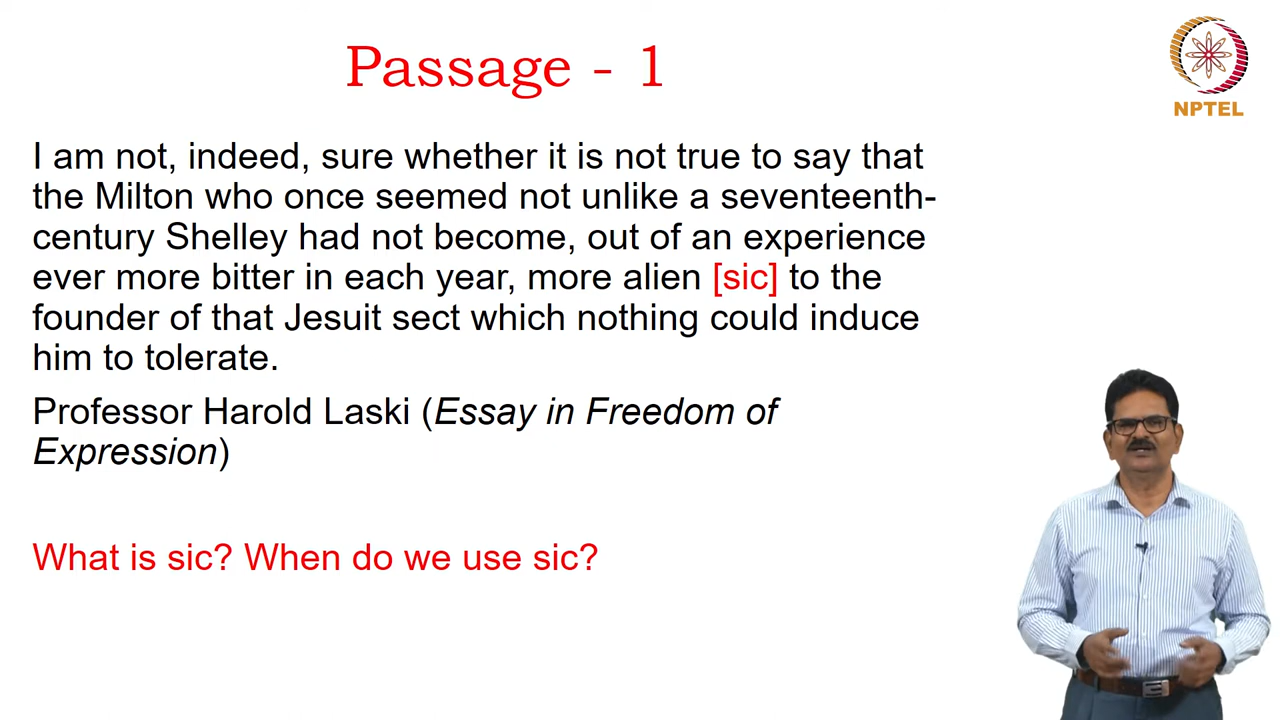 Passage - 1
NPTEL
I am not, indeed, sure whether it is not true to say that
the Milton who once seemed not unlike a seventeenth-
century Shelley had not become, out of an experience
ever more bitter in each year, more alien [sic] to the
founder of that Jesuit sect which nothing could induce
him to tolerate.
Professor Harold Laski (Essay in Freedom of
Expression)
What is sic? When do we use sic?